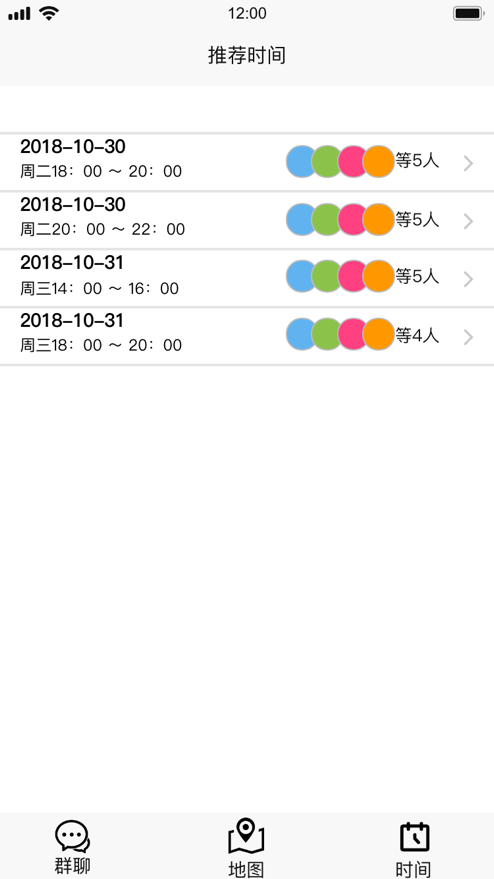 12:00
推荐时间
2018-10-30
周二18：00 ～ 20：00
等5人
2018-10-30
周二20：00 ～ 22：00
等5人
2018-10-31
周三14：00 ～ 16：00
等5人
2018-10-31
周三18：00 ～ 20：00
等4人
群聊
地图
时间